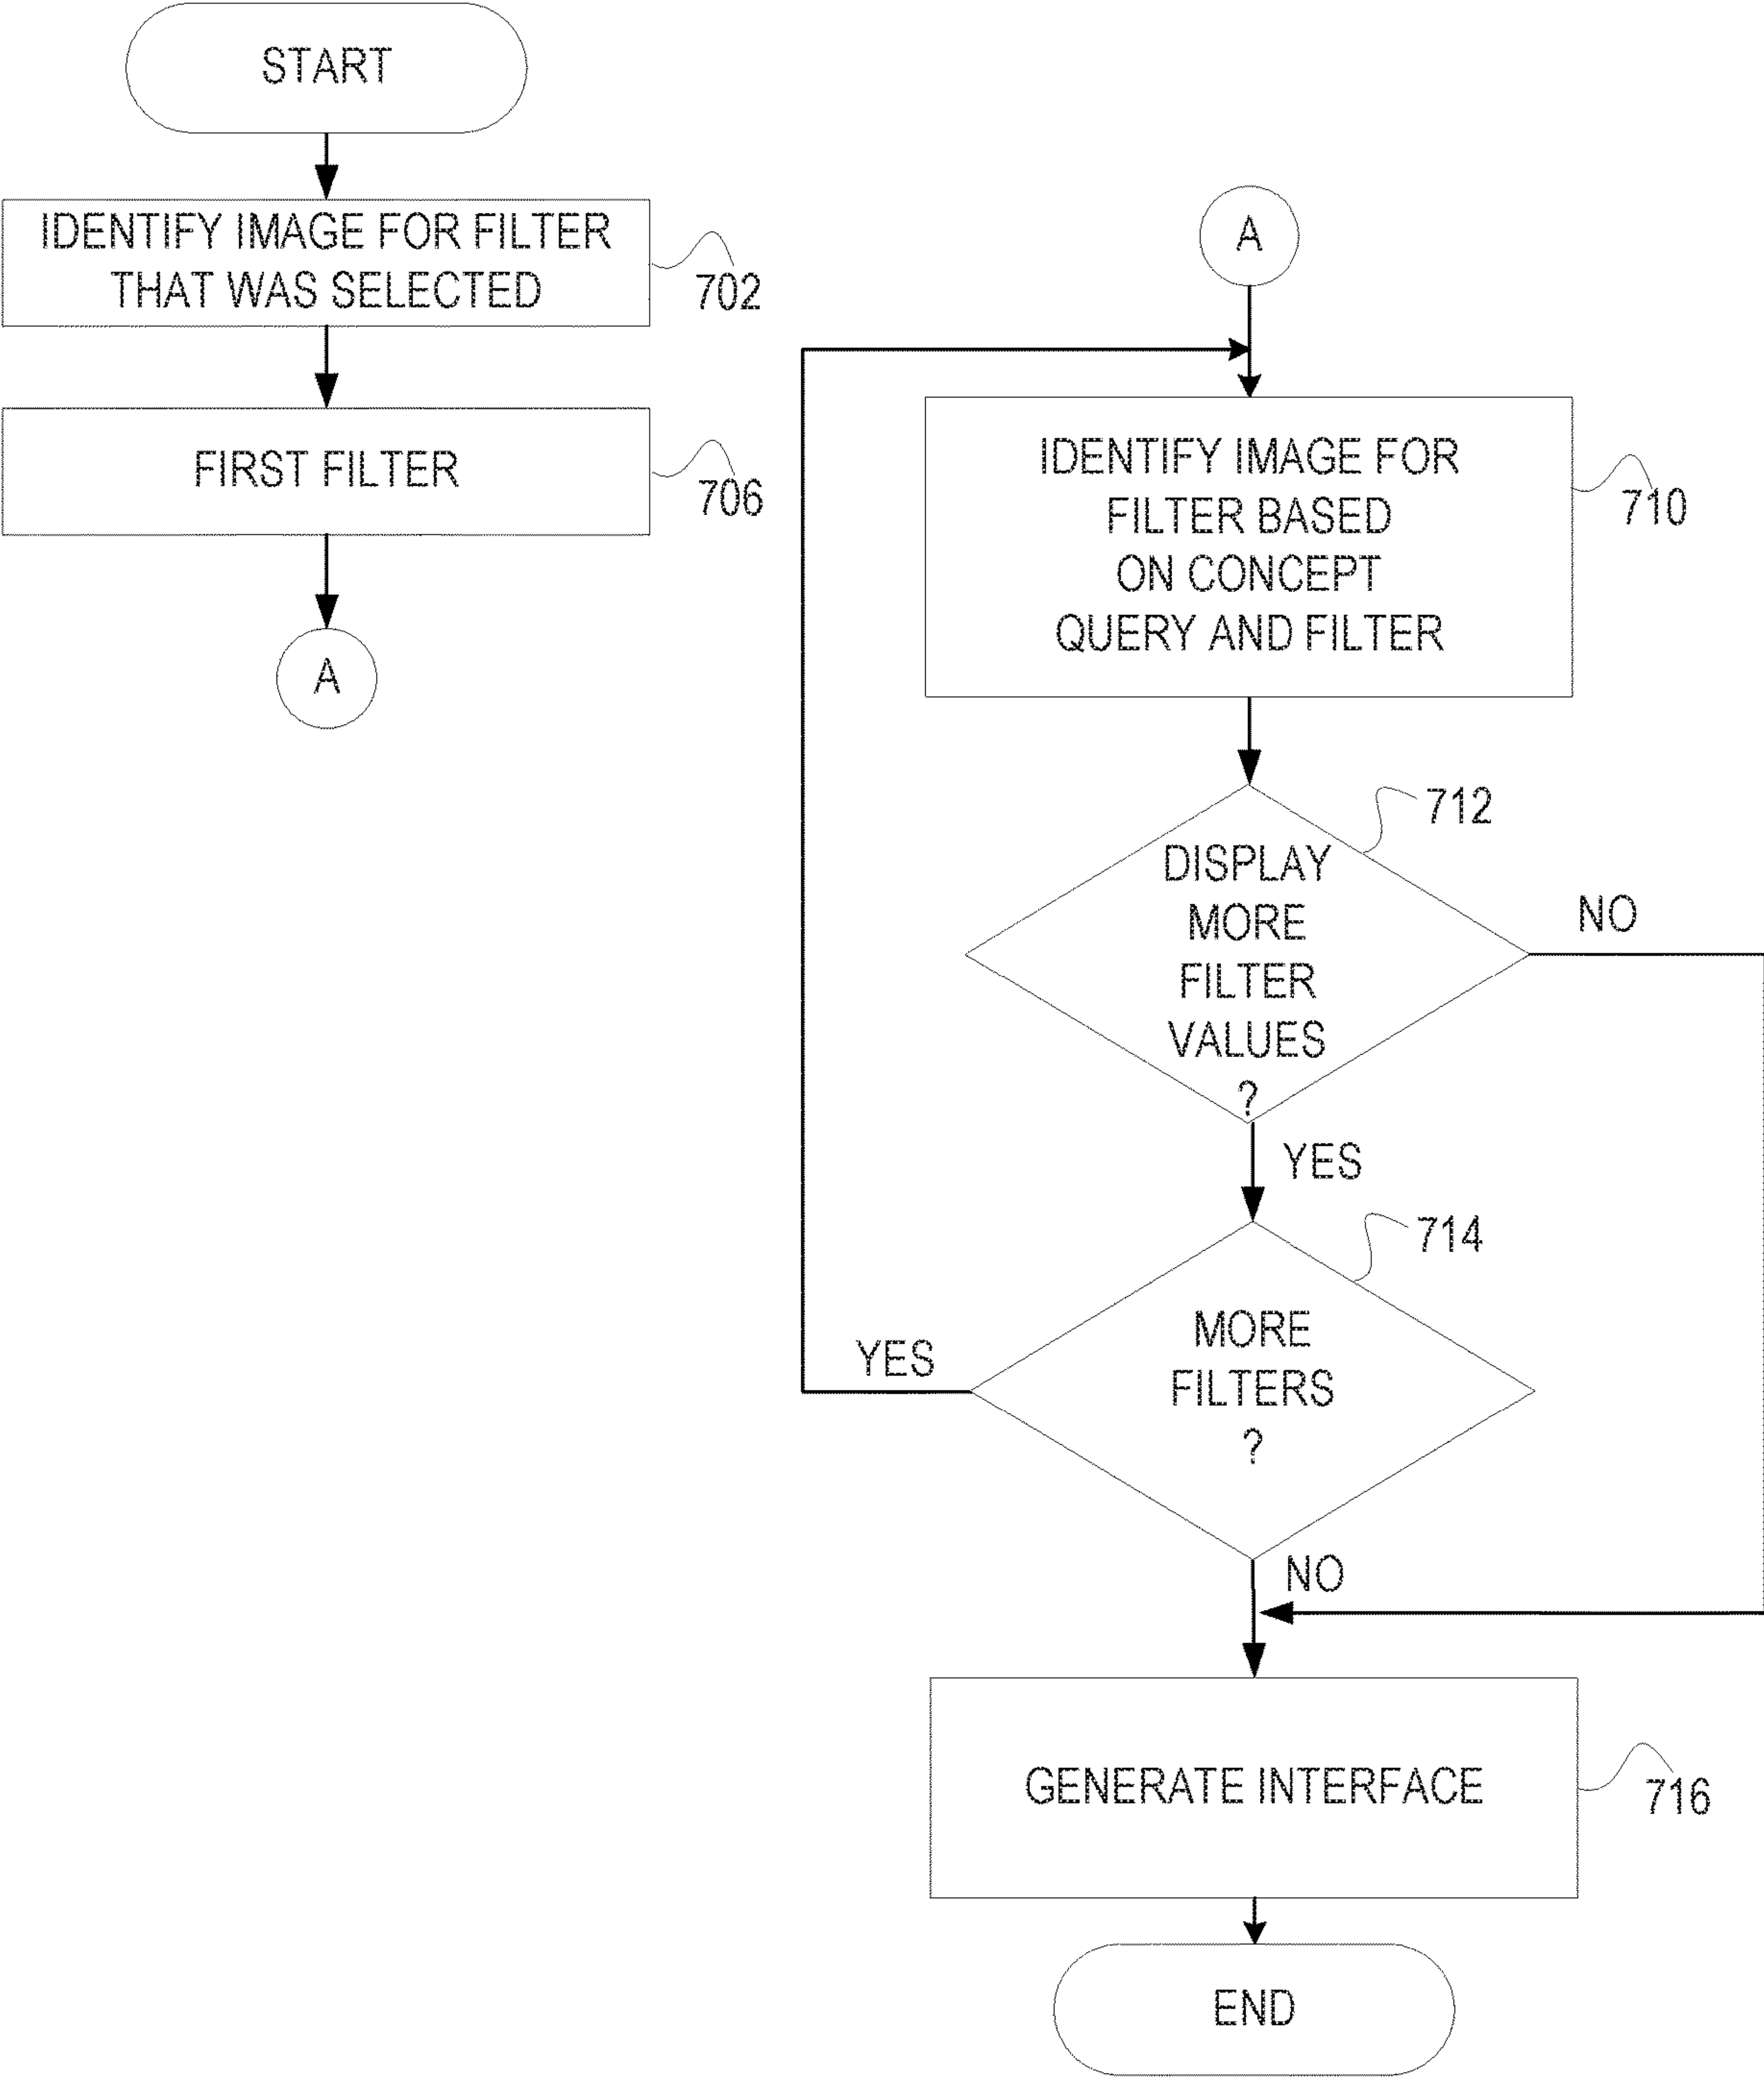 START
IDENTIFY IMAGE FOR FILTER
THAT WAS SELECTED
702
FIRST FILTER
706
A
A
IDENTIFY IMAGE FOR
FILTER BASED
ON CONCEPT
QUERY AND FILTER
710
712
DISPLAY
MORE
FILTER
VALUES
?
NO
YES
714
MORE
FILTERS
?
YES
NO
GENERATE INTERFACE
716
END